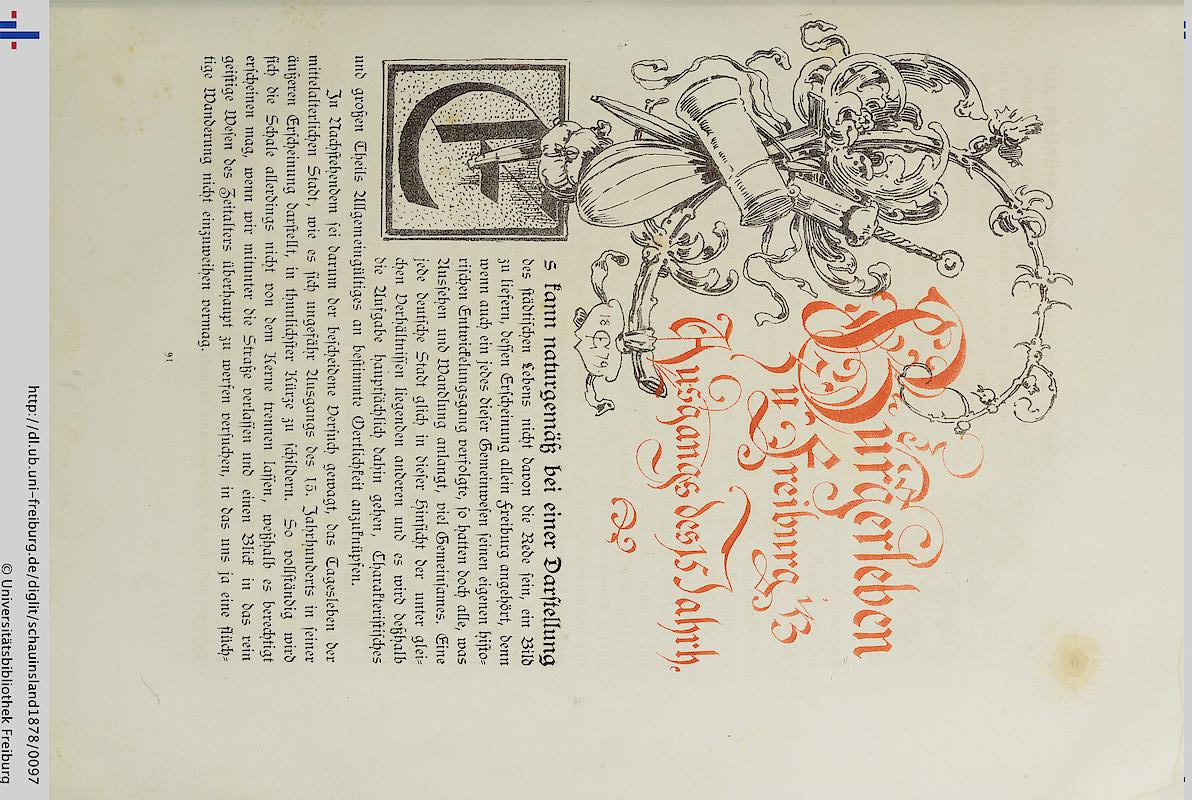 Bürgerleben
zu Freiburg i/B
Ausgangs des 15 Jahrh.
1879
Es kann naturgemäß bei einer Darstellung
des städtischen Lebens nicht davon die Rede sein, ein Bild
zu liefern, dessen Erscheinung allein Freiburg angehört, denn
wenn auch ein jedes dieser Gemeinwesen seinen eigenen histo-
rischen Entwickelungsgang verfolgte, so hatten doch alle, was
Aussehen und Wandlung anlangt, viel Gemeinsames. Eine
jede deutsche Stadt glich in dieser Hinsicht der unter glei-
chen Verhältnissen liegenden anderen und es wird deßhalb
die Aufgabe hauptsächlich dahin gehen, Charakteristisches
und großen Theils Allgemeingültiges an bestimmte Oertlichkeit anzuknüpfen.
In Nachstehendem sei darum der bescheidene Versuch gewagt, das Tagesleben der
mittelalterlichen Stadt, wie es sich ungefähr Ausgangs des 15. Jahrhunderts in seiner
äußeren Erscheinung darstellt, in thunlichster Kürze zu schildern. So vollständig wird
sich die Schale allerdings nicht von dem Kerne trennen lassen, weßhalb es berechtigt
erscheinen mag, wenn wir mitunter die Straße verlassen und einen Blick in das rein
geistige Wesen des Zeitalters überhaupt zu werfen versuchen, in das uns ja eine flüch-
tige Wanderung nicht einzuweihen vermag.
91
http://dl.ub.uni-freiburg.de/diglit/schauinsland1878/0097
© Universitätsbibliothek Freiburg